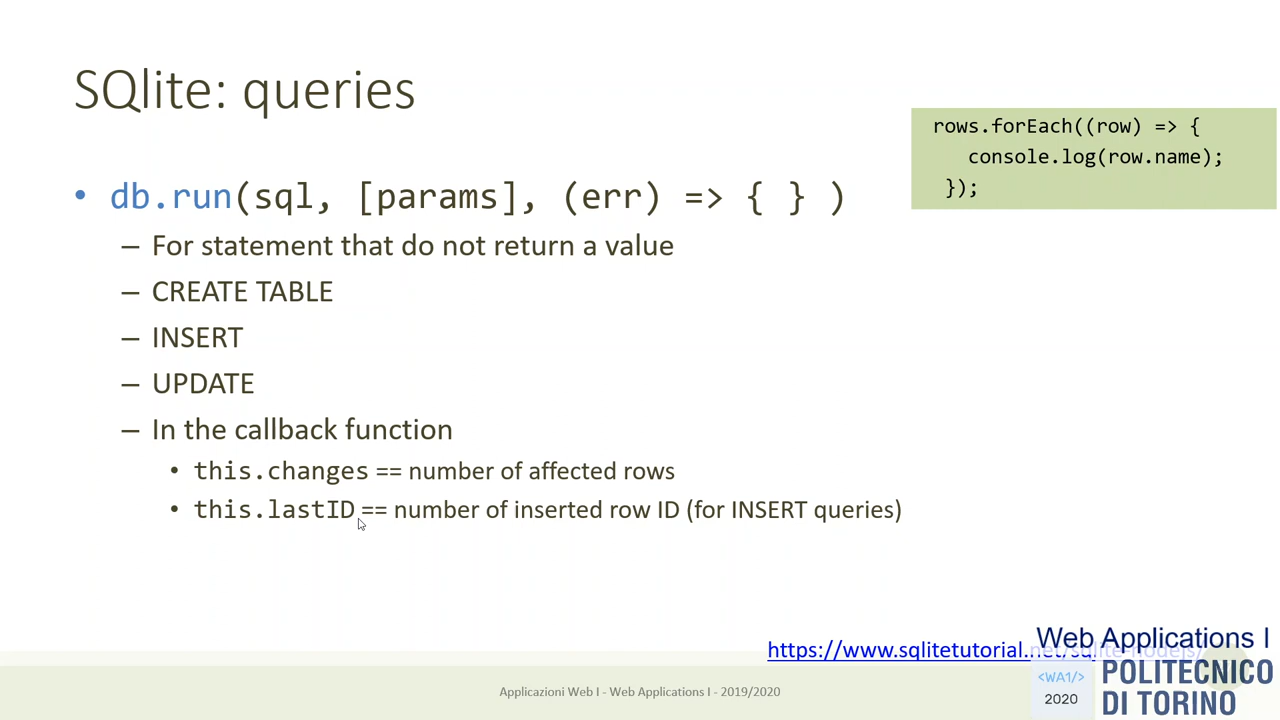 SQlite: queries
rows.forEach((row) => {
console.log(row.name);
});
• db.run(sql, [params], (err) => { } )
– For statement that do not return a value
– CREATE TABLE
– INSERT
– UPDATE
– In the callback function
• this.changes == number of affected rows
• this.lastID == number of inserted row ID (for INSERT queries)
https://www.sqlitetutorial.net/sqlite-nodejs/
Web Applications I
<WA1/>
2020
POLITECNICO
DI TORINO
Applicazioni Web I - Web Applications I - 2019/2020